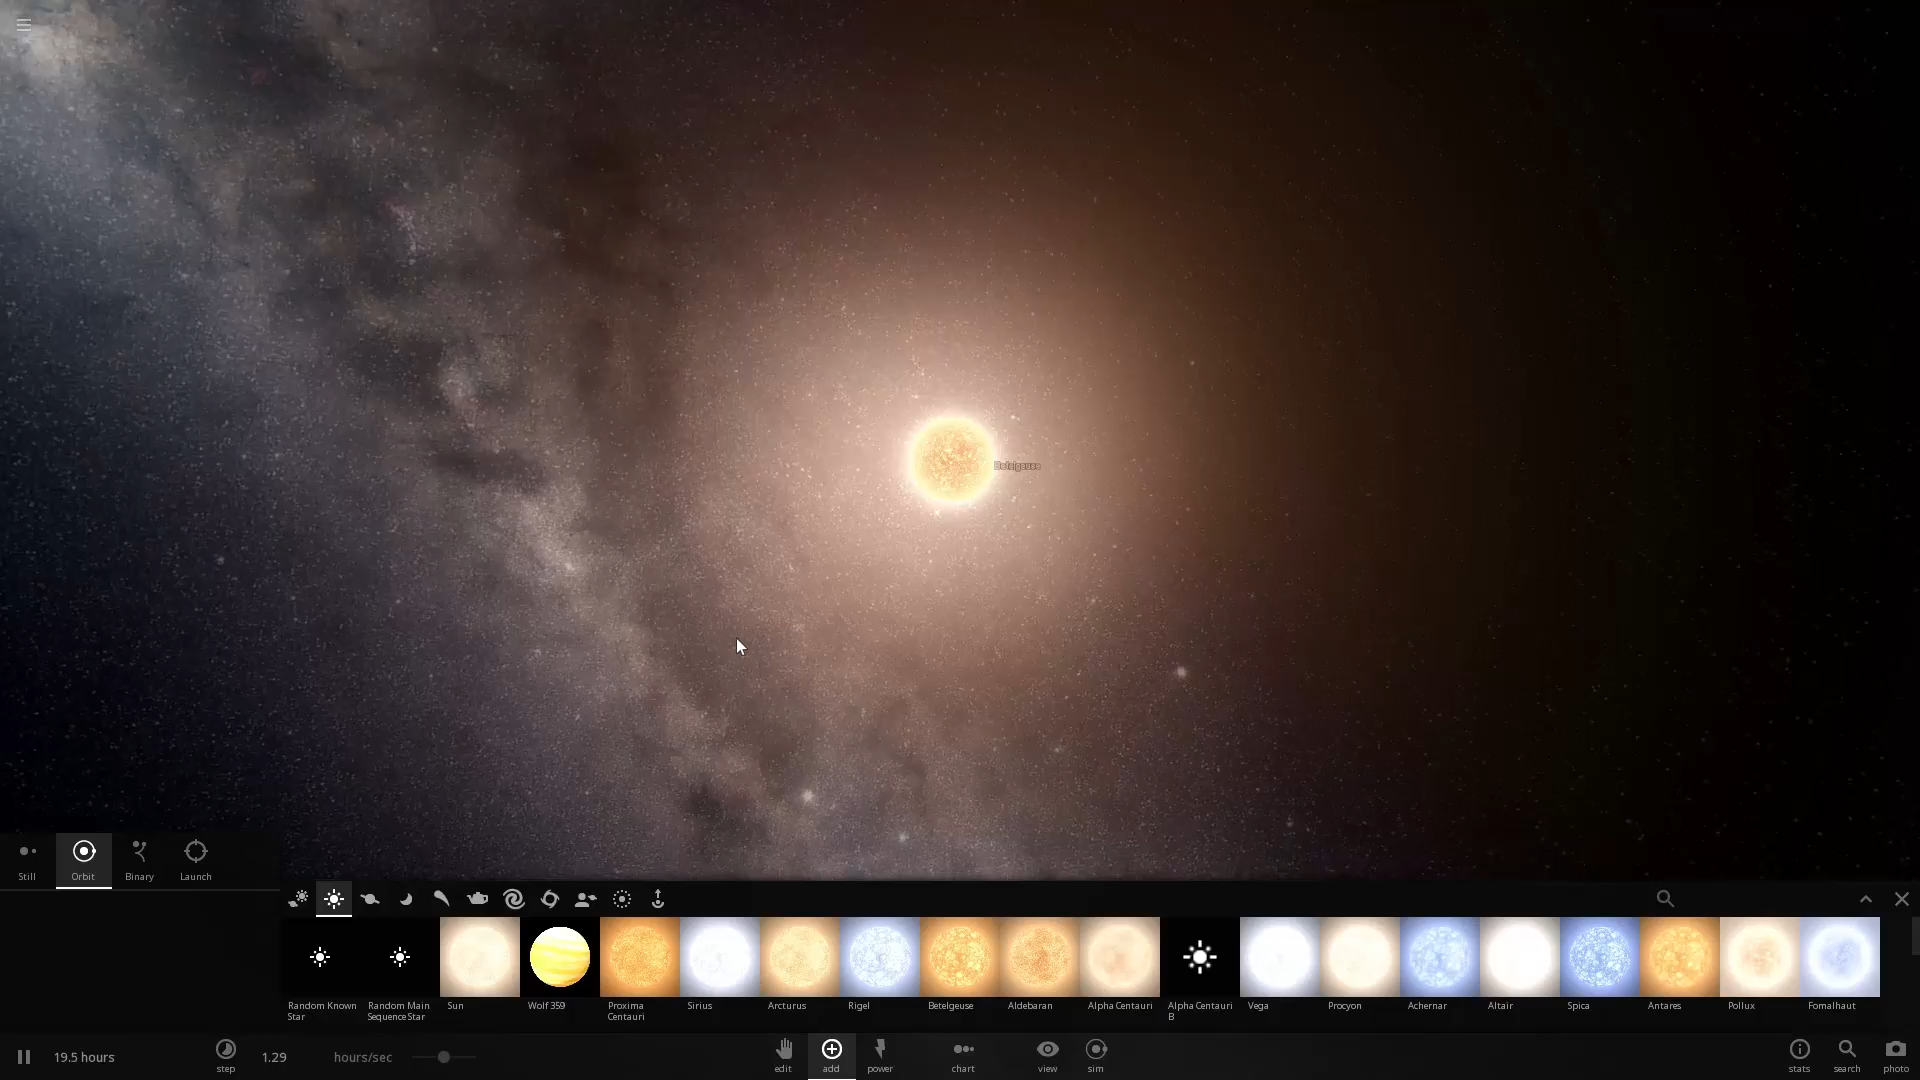 Betelgeuse
Still
Orbit
Binary
Launch
Random Known
Star
Random Main
Sequence Star
Sun
Wolf 359
Proxima
Centauri
Sirius
Arcturus
Rigel
Betelgeuse
Aldebaran
Alpha Centauri
Alpha Centauri
B
Vega
Procyon
Achernar
Altair
Spica
Antares
Pollux
Fomalhaut
19.5 hours
step
1.29
hours/sec
edit
add
power
chart
view
sim
stats
search
photo